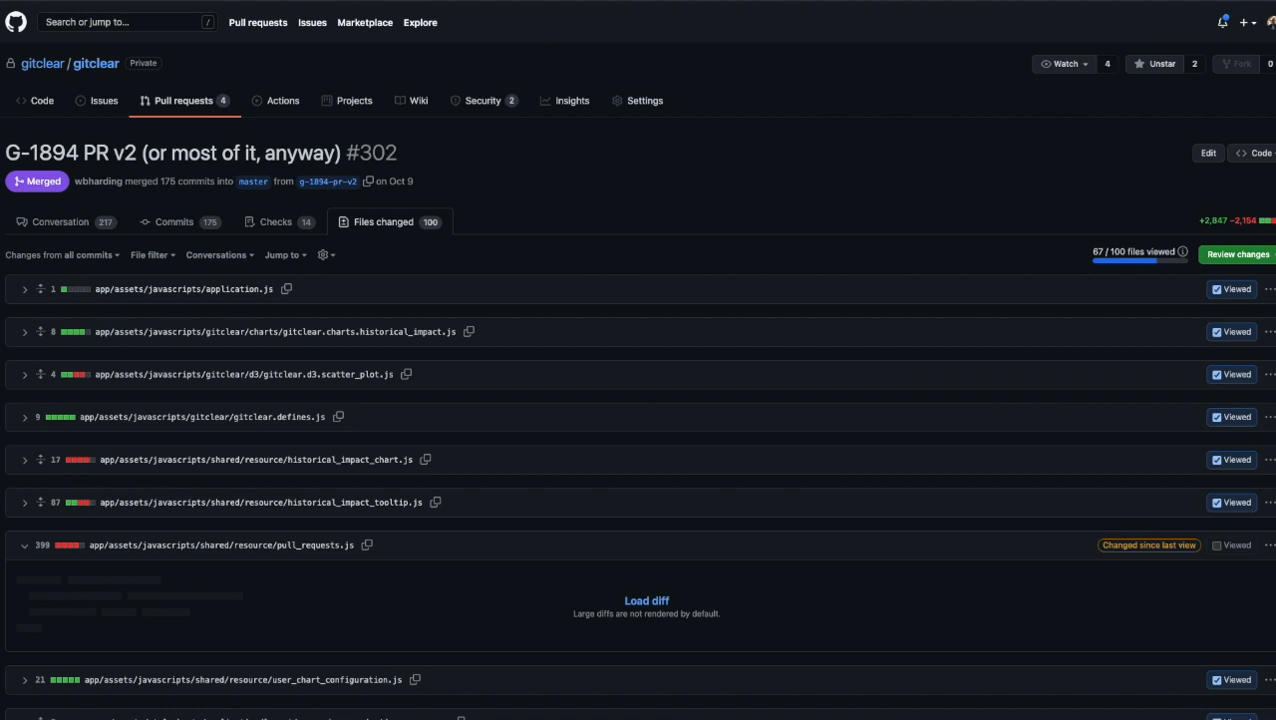 Search or jump to... / Pull requests Issues Marketplace Explore
gitclear / gitclear Private Watch 4 Unstar 2 Fork 0
Code Issues Pull requests 4 Actions Projects Wiki Security 2 Insights Settings
G-1894 PR v2 (or most of it, anyway) #302 Edit Code
Merged wbharding merged 175 commits into master from g-1894-pr-v2 on Oct 9
Conversation 217 Commits 175 Checks 14 Files changed 100 +2,847 −2,154
Changes from all commits File filter Conversations Jump to 67 / 100 files viewed Review changes
1 app/assets/javascripts/application.js Viewed
8 app/assets/javascripts/gitclear/charts/gitclear.charts.historical_impact.js Viewed
4 app/assets/javascripts/gitclear/d3/gitclear.d3.scatter_plot.js Viewed
9 app/assets/javascripts/gitclear/gitclear.defines.js Viewed
17 app/assets/javascripts/shared/resource/historical_impact_chart.js Viewed
87 app/assets/javascripts/shared/resource/historical_impact_tooltip.js Viewed
399 app/assets/javascripts/shared/resource/pull_requests.js Changed since last view Viewed
Load diff
Large diffs are not rendered by default.
21 app/assets/javascripts/shared/resource/user_chart_configuration.js Viewed